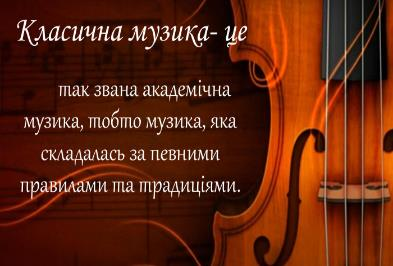 Класична музика- це
так звана академічна
музика, тобто музика, яка
складалась за певними
правилами та традиціями.